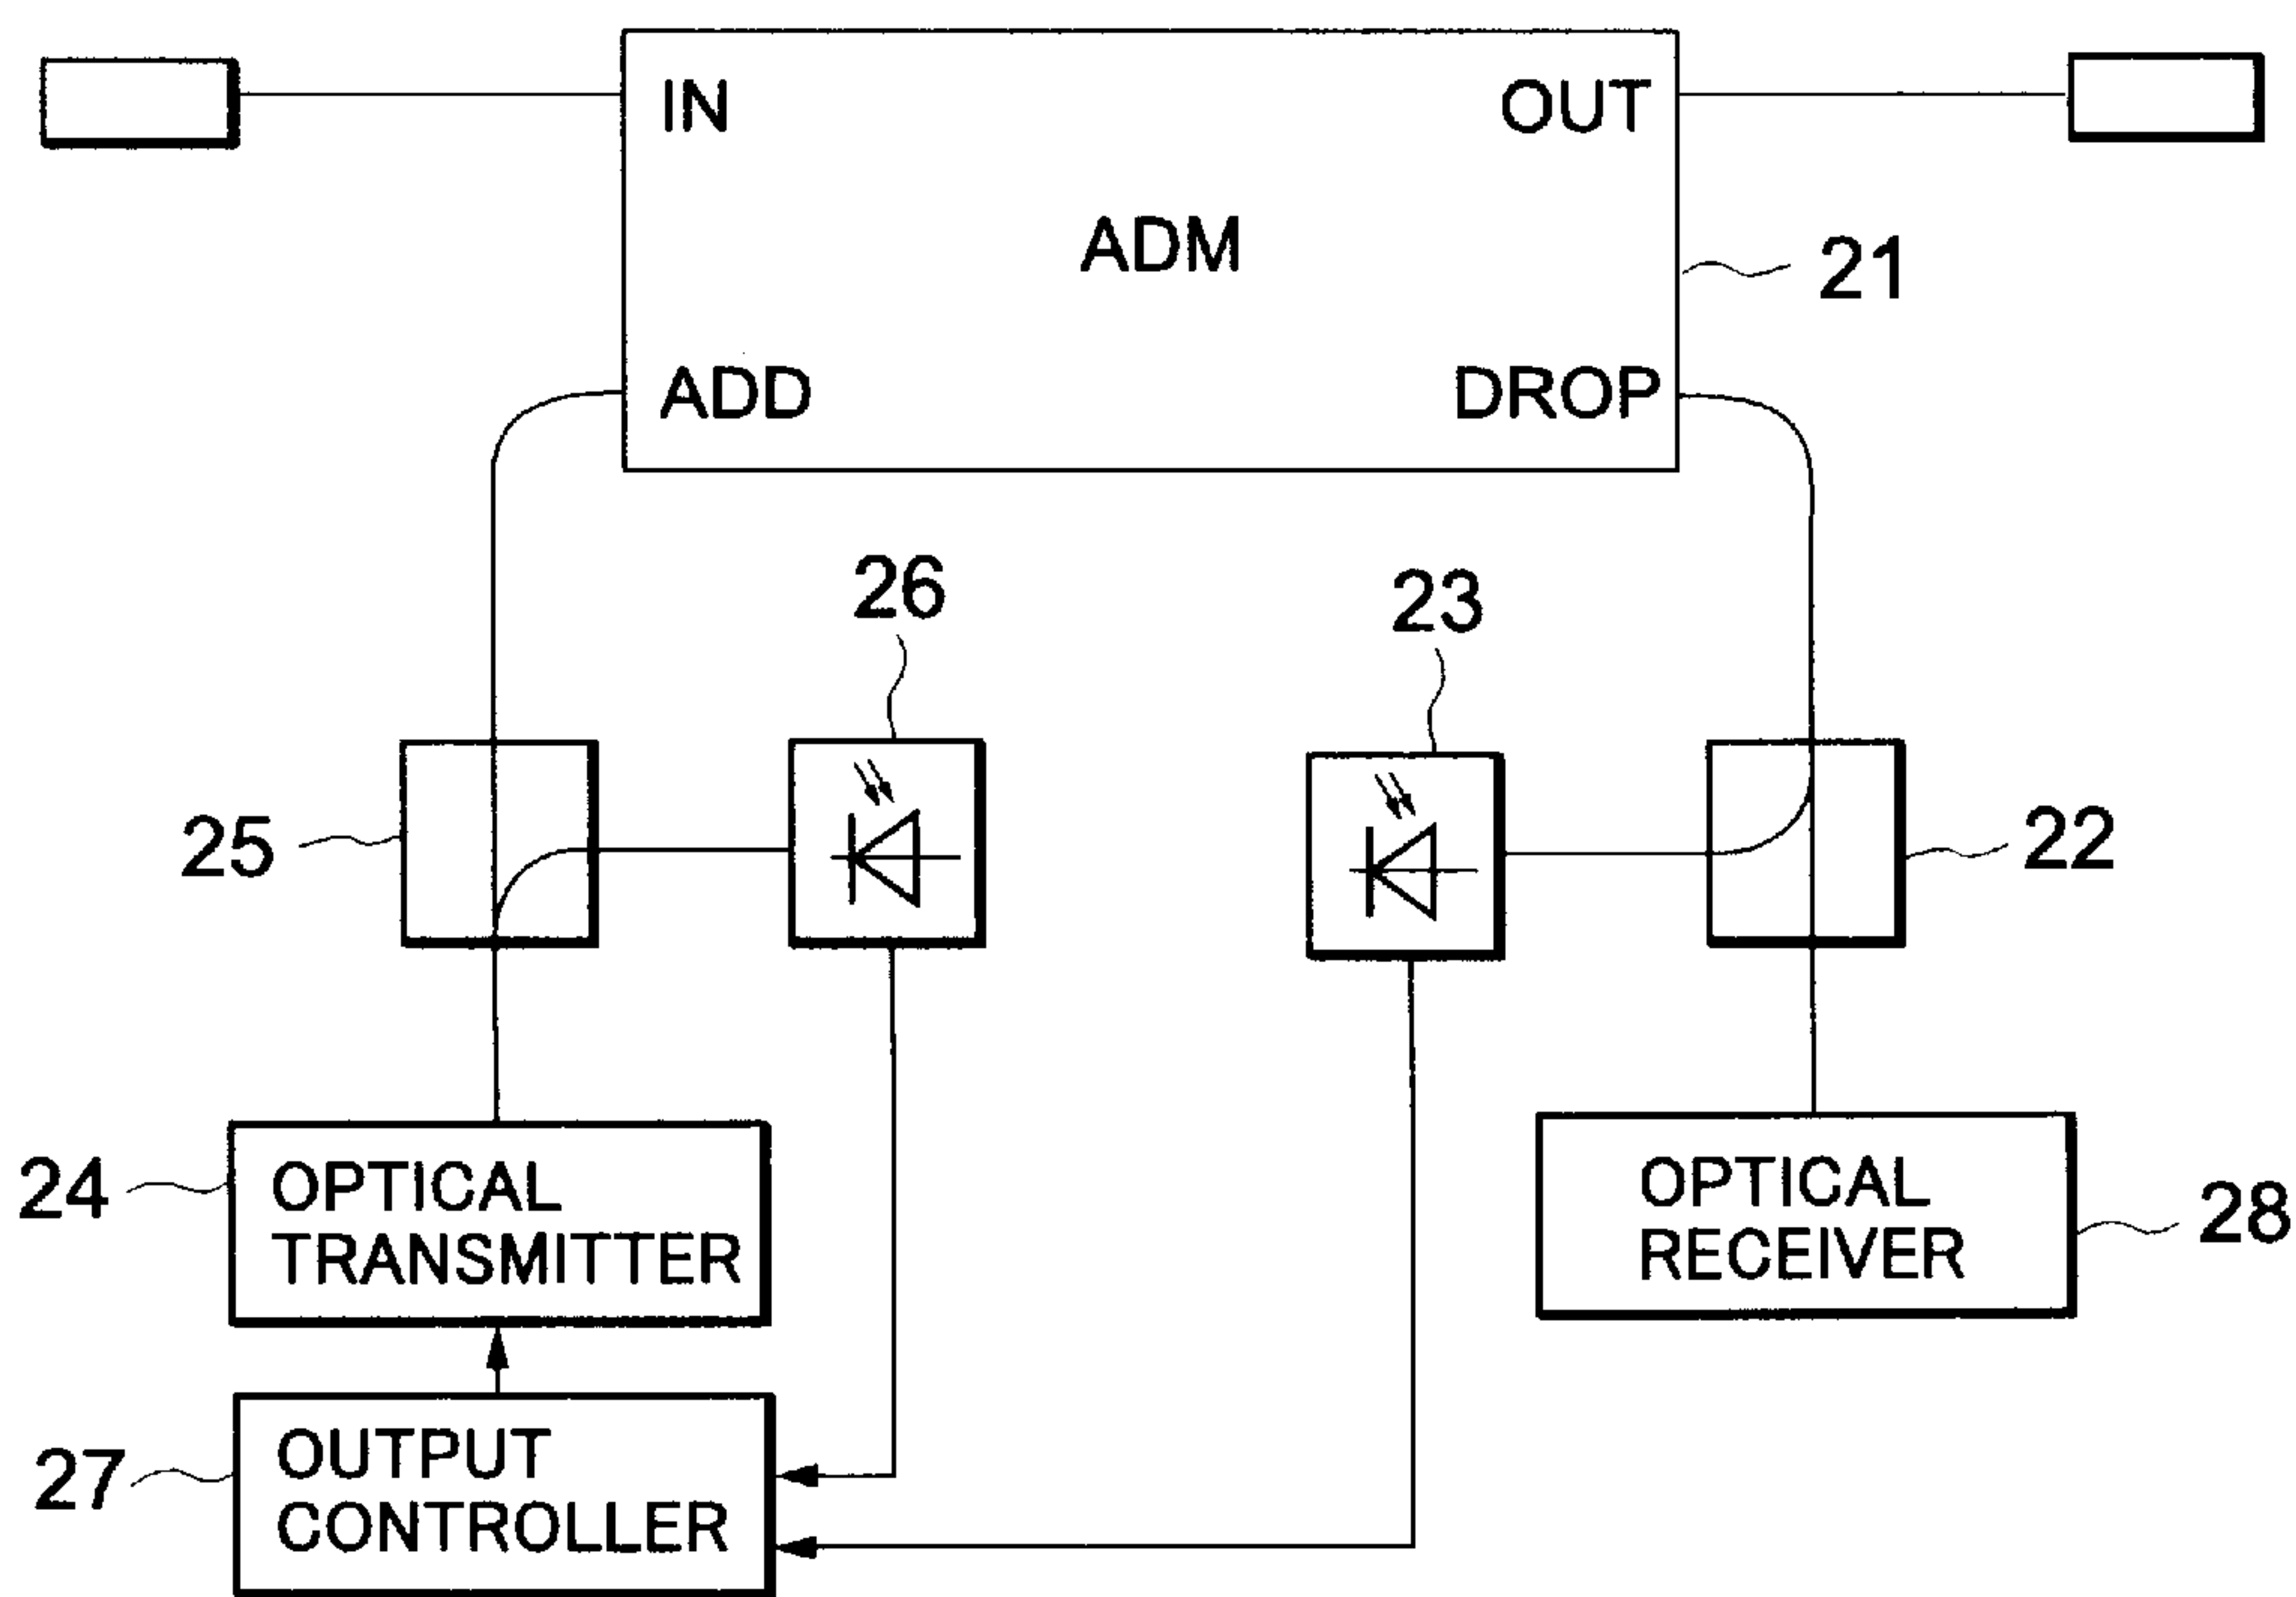 IN
OUT
ADM
21
ADD
DROP
26
23
25
22
24
OPTICAL
TRANSMITTER
OPTICAL
RECEIVER
28
27
OUTPUT
CONTROLLER